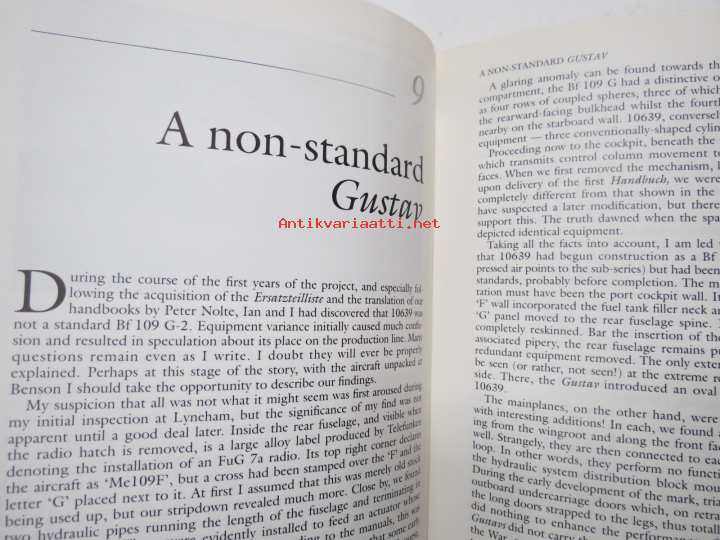 9
A non-standard
Gustav
Antikvariaatti.net
During the course of the first years of the project, and especially fol-
lowing the acquisition of the Ersatzteilliste and the translation of our
handbooks by Peter Nolte, Ian and I had discovered that 10639 was
not a standard Bf 109 G-2. Equipment variance initially caused much confu-
sion and resulted in speculation about its place on the production line. Many
questions remain even as I write. I doubt they will ever be properly
explained. Perhaps at this stage of the story, with the aircraft unpacked at
Benson I should take the opportunity to describe our findings.
My suspicion that all was not what it might seem was first aroused during
my initial inspection at Lyneham, but the significance of my find was not
apparent until a good deal later. Inside the rear fuselage, and visible when
the radio hatch is removed, is a large alloy label produced by Telefunken
denoting the installation of an FuG 7a radio. Its top right corner declares
the aircraft as 'Me109F', but a cross had been stamped over the 'F' and the
letter 'G' placed next to it. At first I assumed that this was merely old stock
being used up, but our stripdown revealed much more. Close by, we found
two hydraulic pipes running the length of the fuselage and terminating in
were evidently installed to feed an actuator whose
ding to the manuals, this was
that some early
A NON-STANDARD GUSTAV
A glaring anomaly can be found towards th
compartment, the Bf 109 G had a distinctive o
as four rows of coupled spheres, three of which
the rearward-facing bulkhead whilst the fourth
nearby on the starboard wall. 10639, conversel
equipment — three conventionally-shaped cylin
Proceeding now to the cockpit, beneath the
which transmits control column movement to
faces. When we first removed the mechanism, I
upon delivery of the first Handbuch, we were
completely different from that shown in the
have suspected a later modification, but there
support this. The truth dawned when the spa
depicted identical equipment.
Taking all the facts into account, I am led t
that 10639 had begun construction as a Bf
pressed air points to the sub-series) but had been
standards, probably before completion. The m
tation must have been the port cockpit wall. In
'F' wall incorporated the fuel tank filler neck an
'G' panel moved to the rear fuselage spine.
completely reskinned. Bar the insertion of the
associated pipery, the rear fuselage remains p
redundant equipment removed. The only exter
be seen (or rather, not seen!) at the extreme r
side. There, the Gustav introduced an oval
10639.
The mainplanes, on the other hand, were
with interesting additions! In each, we found a
ing from the wingroot and along the front fac
well. Strangely, they are then connected to eac
loop. In other words, they perform no functi
the hydraulic system distribution block mou
During the early development of the mark, tria
outboard undercarriage doors which, on retra
the long doors strapped to the legs, thus totall
did nothing to enhance the performance
Gustavs did not carry the
the War